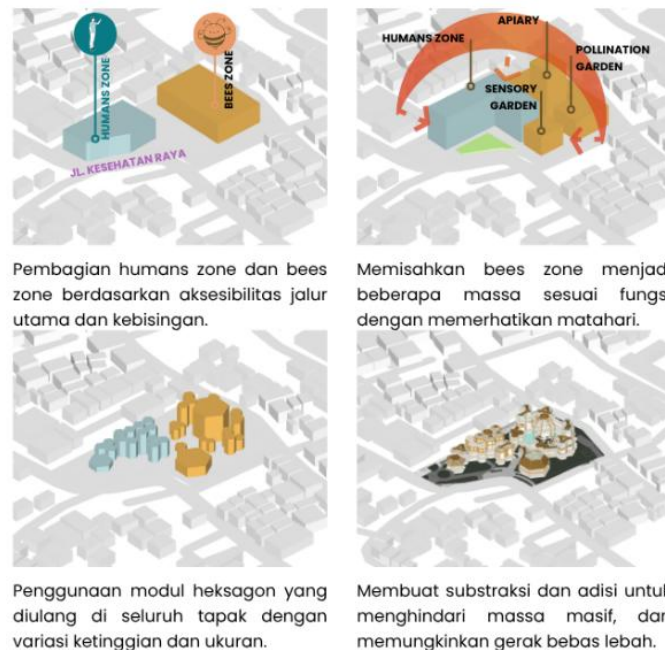 HUMANS ZONE
BEES ZONE
JL. KESEHATAN RAYA
APIARY
HUMANS ZONE
POLLINATION
GARDEN
SENSORY
GARDEN
Pembagian humans zone dan bees
zone berdasarkan aksesibilitas jalur
utama dan kebisingan.
Memisahkan bees zone menjad
beberapa massa sesuai fungs
dengan memerhatikan matahari.
Penggunaan modul heksagon yang
diulang di seluruh tapak dengan
variasi ketinggian dan ukuran.
Membuat substraksi dan adisi untuk
menghindari massa masif, dan
memungkinkan gerak bebas lebah.